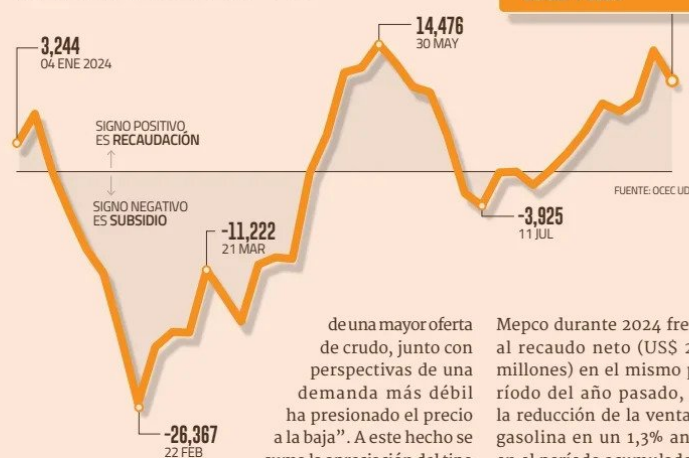 14,476
30 MAY
3,244
04 ENE 2024
SIGNO POSITIVO
ES RECAUDACIÓN
SIGNO NEGATIVO
ES SUBSIDIO
FUENTE: OCEC UD
-11,222
21 MAR
-3,925
11 JUL
-26,367
22 FEB
de una mayor oferta
de crudo, junto con
perspectivas de una
demanda más débil
ha presionado el precio
a la baja”. A este hecho se
Mepco durante 2024 fre
al recaudo neto (US$ 2
millones) en el mismo p
ríodo del año pasado,
la reducción de la venta
gasolina en un 1,3% an